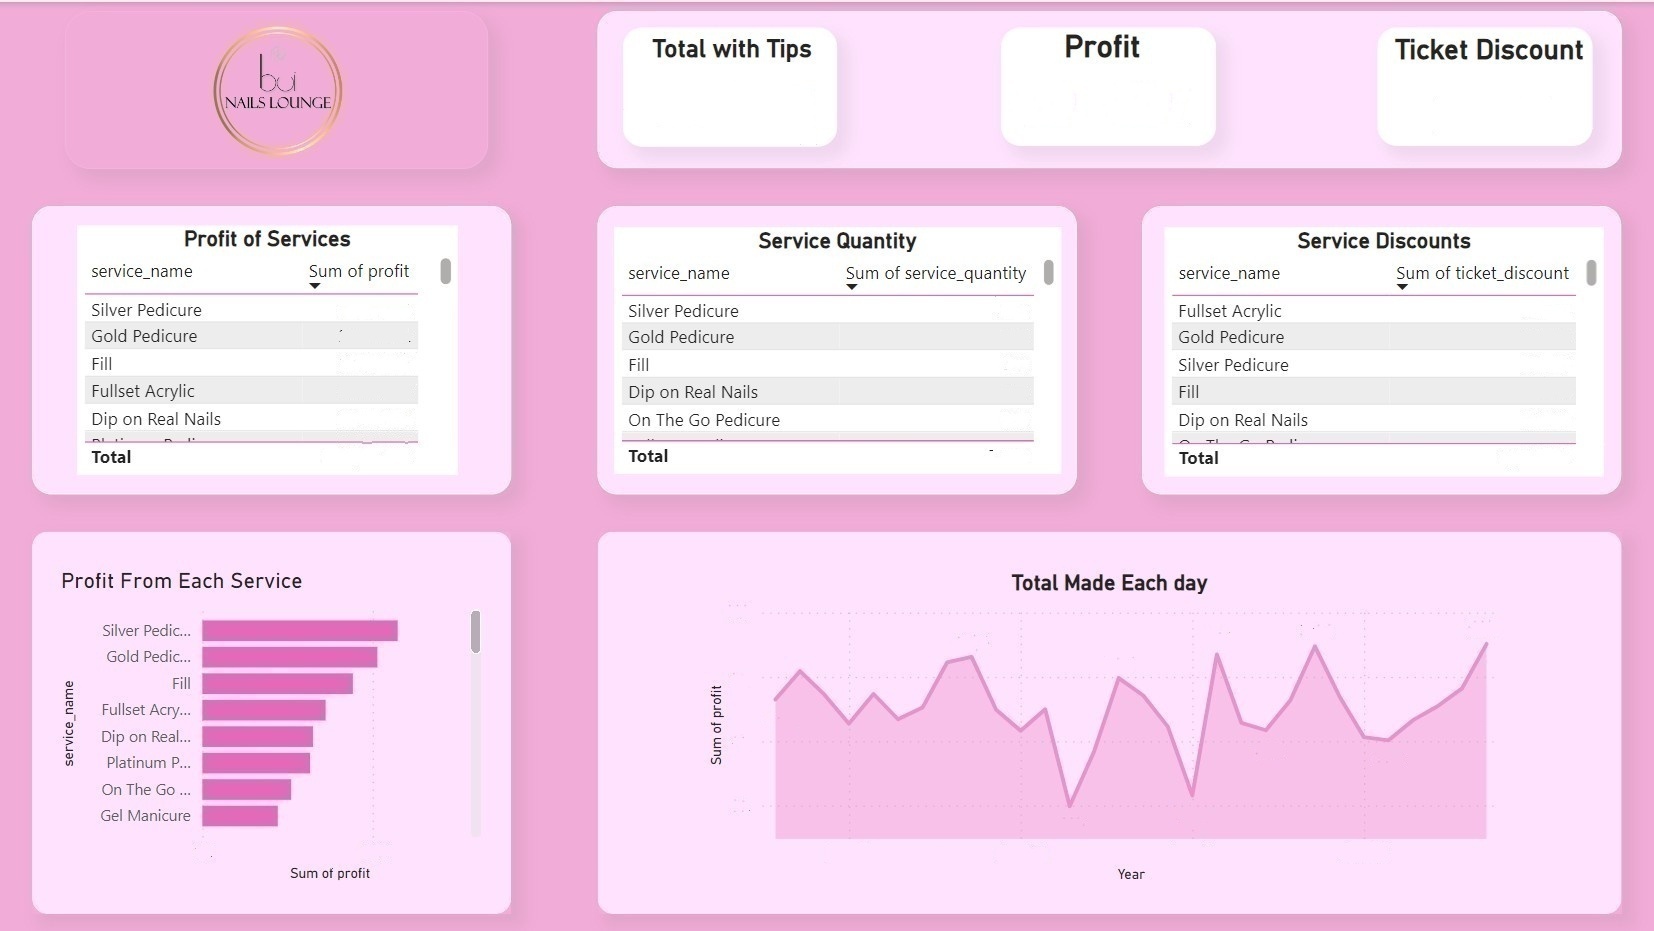 bui
NAILS LOUNGE
Total with Tips
Profit
Ticket Discount
Profit of Services
service_name Sum of profit
Silver Pedicure
Gold Pedicure
Fill
Fullset Acrylic
Dip on Real Nails
Total
Service Quantity
service_name Sum of service_quantity
Silver Pedicure
Gold Pedicure
Fill
Dip on Real Nails
On The Go Pedicure
Total
Service Discounts
service_name Sum of ticket_discount
Fullset Acrylic
Gold Pedicure
Silver Pedicure
Fill
Dip on Real Nails
Total
Profit From Each Service
service_name
Silver Pedic...
Gold Pedic...
Fill
Fullset Acry...
Dip on Real...
Platinum P...
On The Go ...
Gel Manicure
Sum of profit
Total Made Each day
Sum of profit
Year